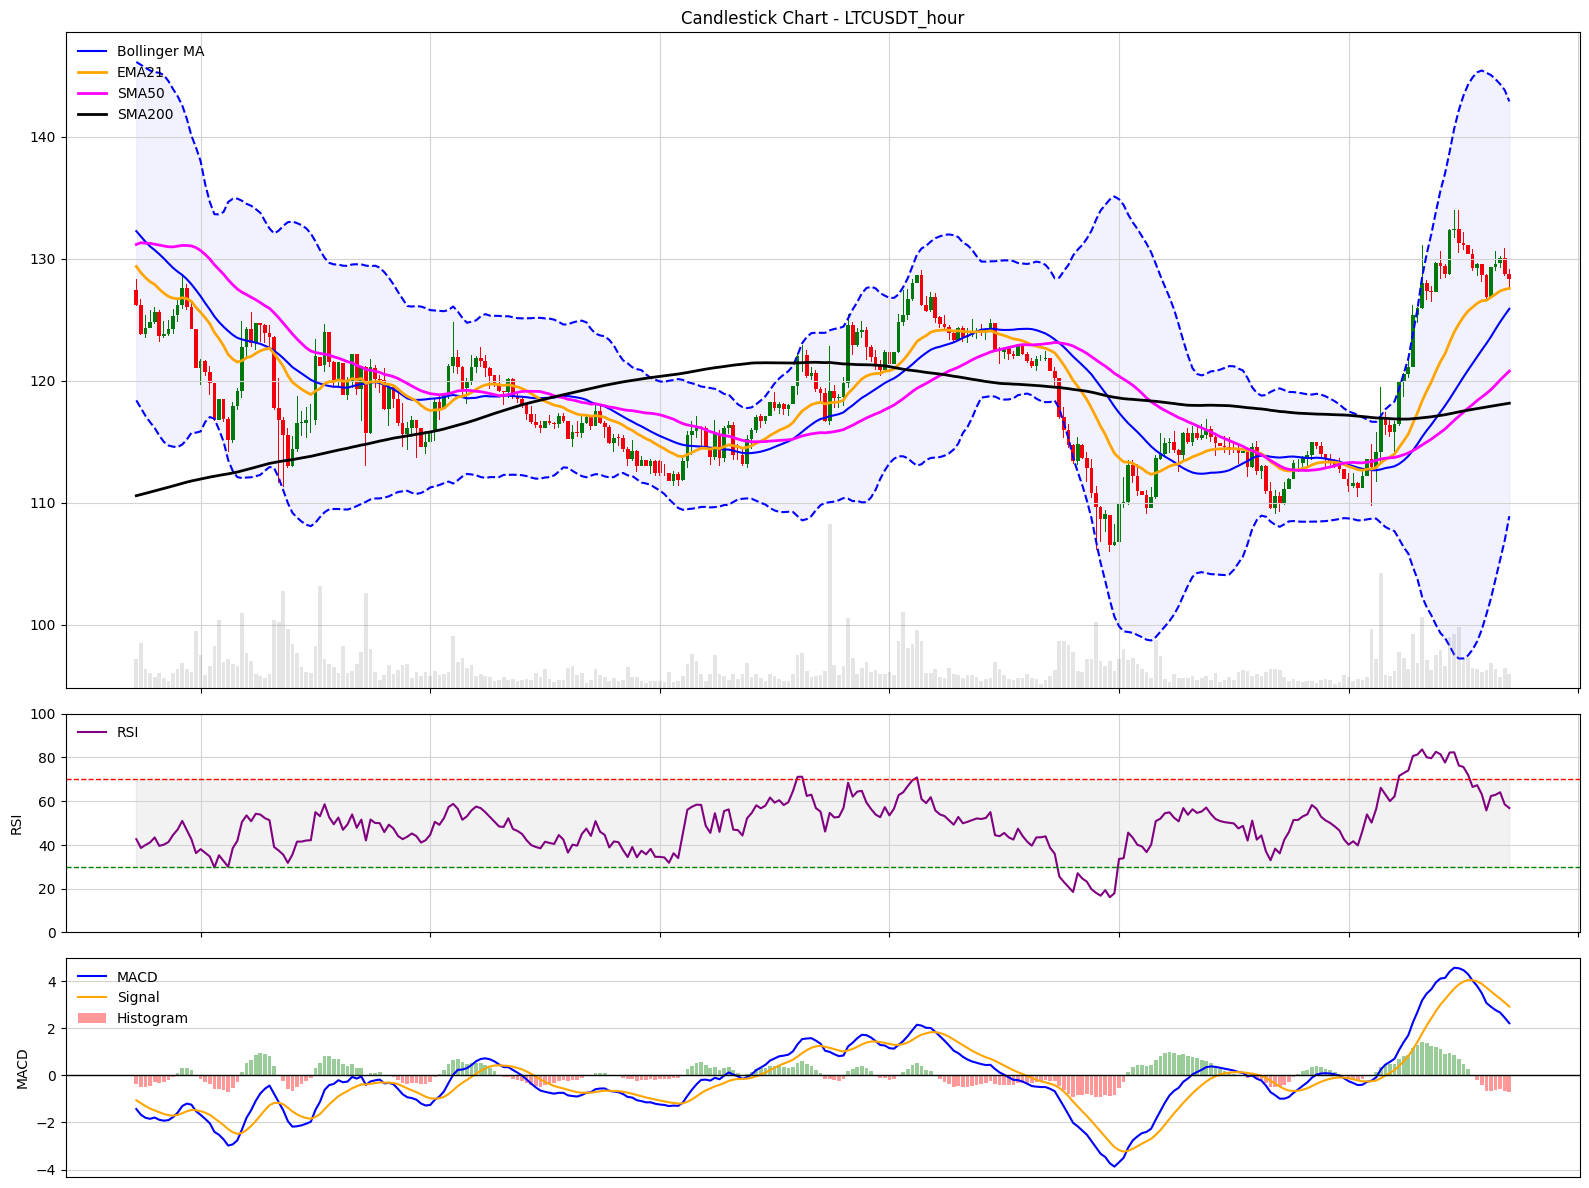 Candlestick Chart - LTCUSDT_hour
Bollinger MA
EMA21
SMA50
SMA200
140
130
120
110
100
RSI
100
80
60
40
20
0
RSI
MACD
Signal
Histogram
4
2
0
−2
−4
MACD